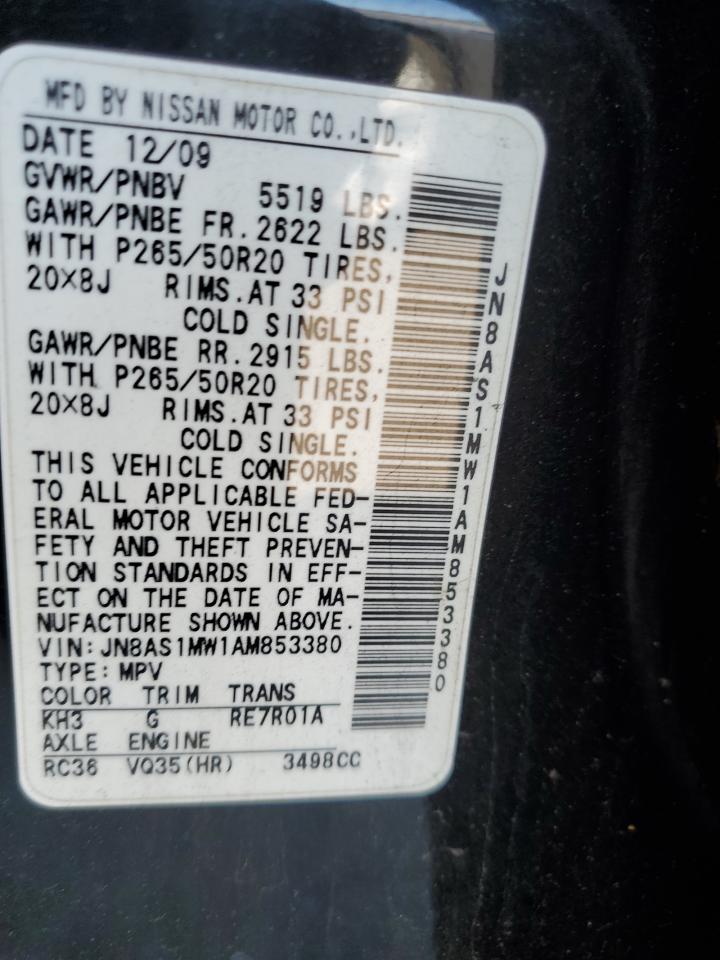 MFD BY NISSAN MOTOR CO.,LTD.
DATE 12/09
GVWR/PNBV 5519 LBS.
GAWR/PNBE FR.2622 LBS.
WITH P265/50R20 TIRES,
20X8J RIMS.AT 33 PSI
COLD SINGLE.
GAWR/PNBE RR.2915 LBS.
WITH P265/50R20 TIRES,
20X8J RIMS.AT 33 PSI
COLD SINGLE.
THIS VEHICLE CONFORMS
TO ALL APPLICABLE FED-
ERAL MOTOR VEHICLE SA-
FETY AND THEFT PREVEN-
TION STANDARDS IN EFF-
ECT ON THE DATE OF MA-
NUFACTURE SHOWN ABOVE.
VIN:JN8AS1MW1AM853380
TYPE:MPV
COLOR TRIM TRANS
KH3 G RE7R01A
AXLE ENGINE
RC36 VQ35(HR) 3498CC
JN8AS1MW1AM853380